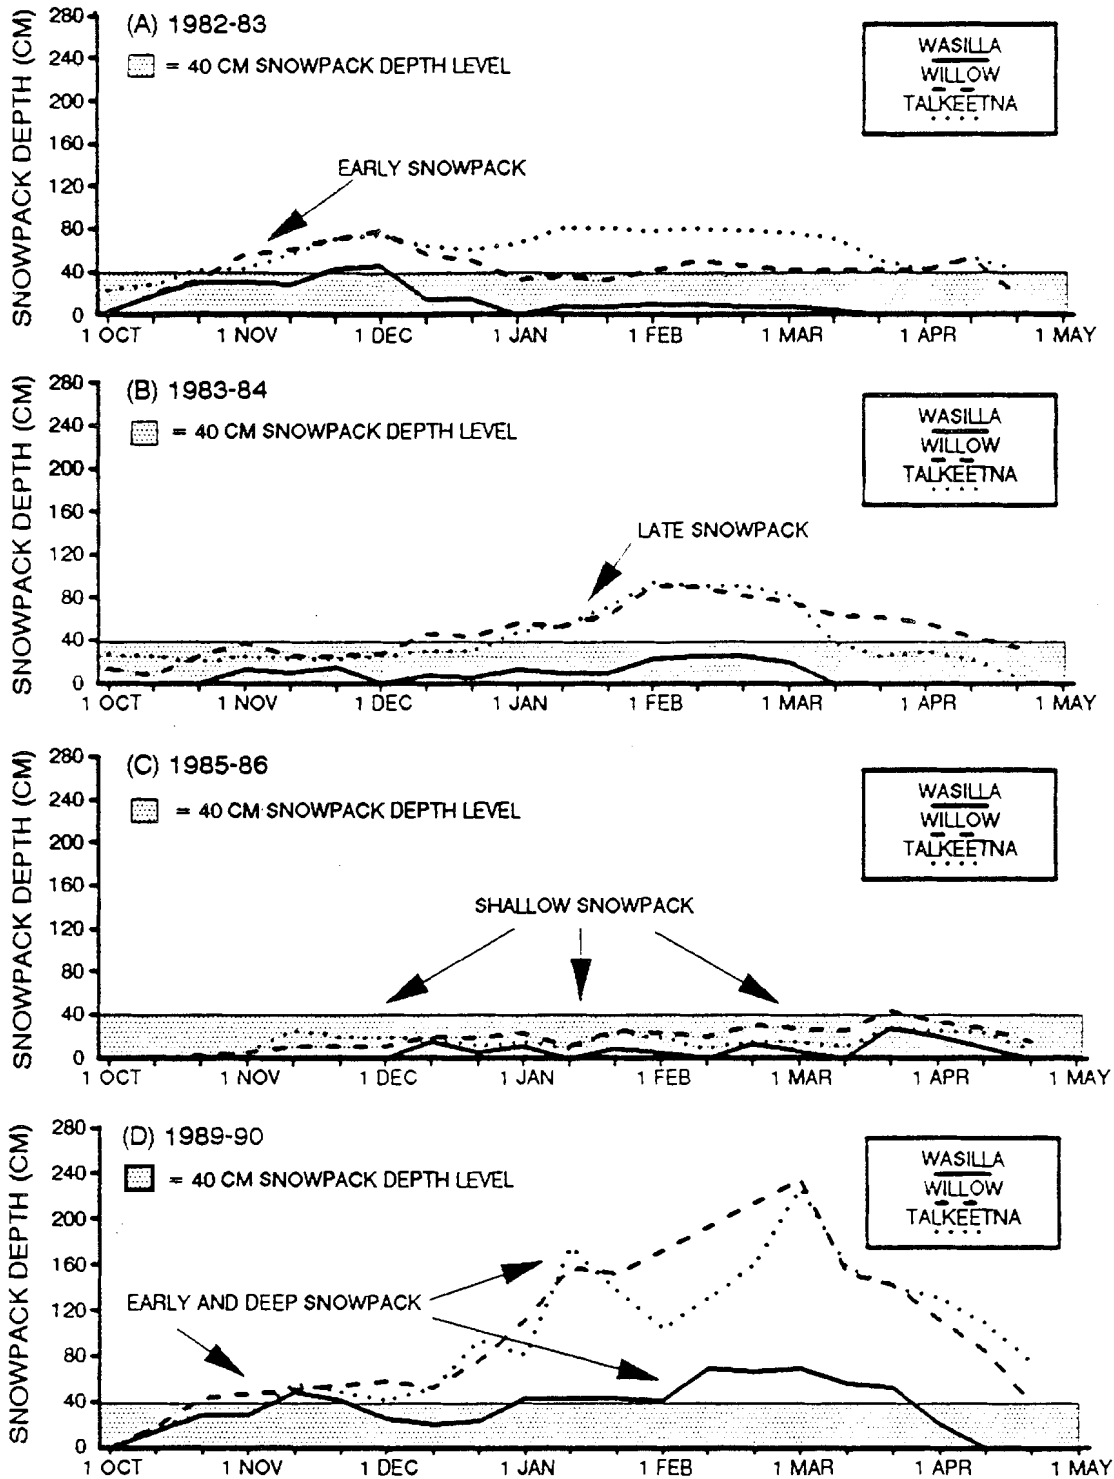 SNOWPACK DEPTH (CM)
280
240
200
160
120
80
40
0
(A) 1982-83
= 40 CM SNOWPACK DEPTH LEVEL
WASILLA
WILLOW
TALKEETNA
EARLY SNOWPACK
1 OCT 1 NOV 1 DEC 1 JAN 1 FEB 1 MAR 1 APR 1 MAY
SNOWPACK DEPTH (CM)
280
240
200
160
120
80
40
0
(B) 1983-84
= 40 CM SNOWPACK DEPTH LEVEL
WASILLA
WILLOW
TALKEETNA
LATE SNOWPACK
1 OCT 1 NOV 1 DEC 1 JAN 1 FEB 1 MAR 1 APR 1 MAY
SNOWPACK DEPTH (CM)
280
240
200
160
120
80
40
0
(C) 1985-86
= 40 CM SNOWPACK DEPTH LEVEL
WASILLA
WILLOW
TALKEETNA
SHALLOW SNOWPACK
1 OCT 1 NOV 1 DEC 1 JAN 1 FEB 1 MAR 1 APR 1 MAY
SNOWPACK DEPTH (CM)
280
240
200
160
120
80
40
0
(D) 1989-90
= 40 CM SNOWPACK DEPTH LEVEL
WASILLA
WILLOW
TALKEETNA
EARLY AND DEEP SNOWPACK
1 OCT 1 NOV 1 DEC 1 JAN 1 FEB 1 MAR 1 APR 1 MAY